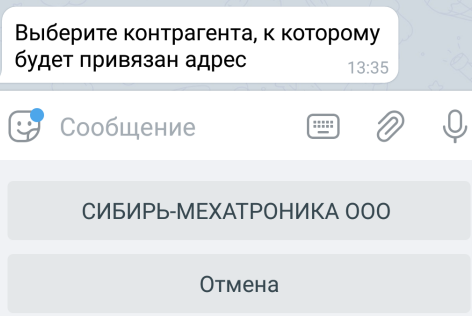 Выберите контрагента, к которому
будет привязан адрес
13:35
Сообщение
СИБИРЬ-МЕХАТРОНИКА ООО
Отмена